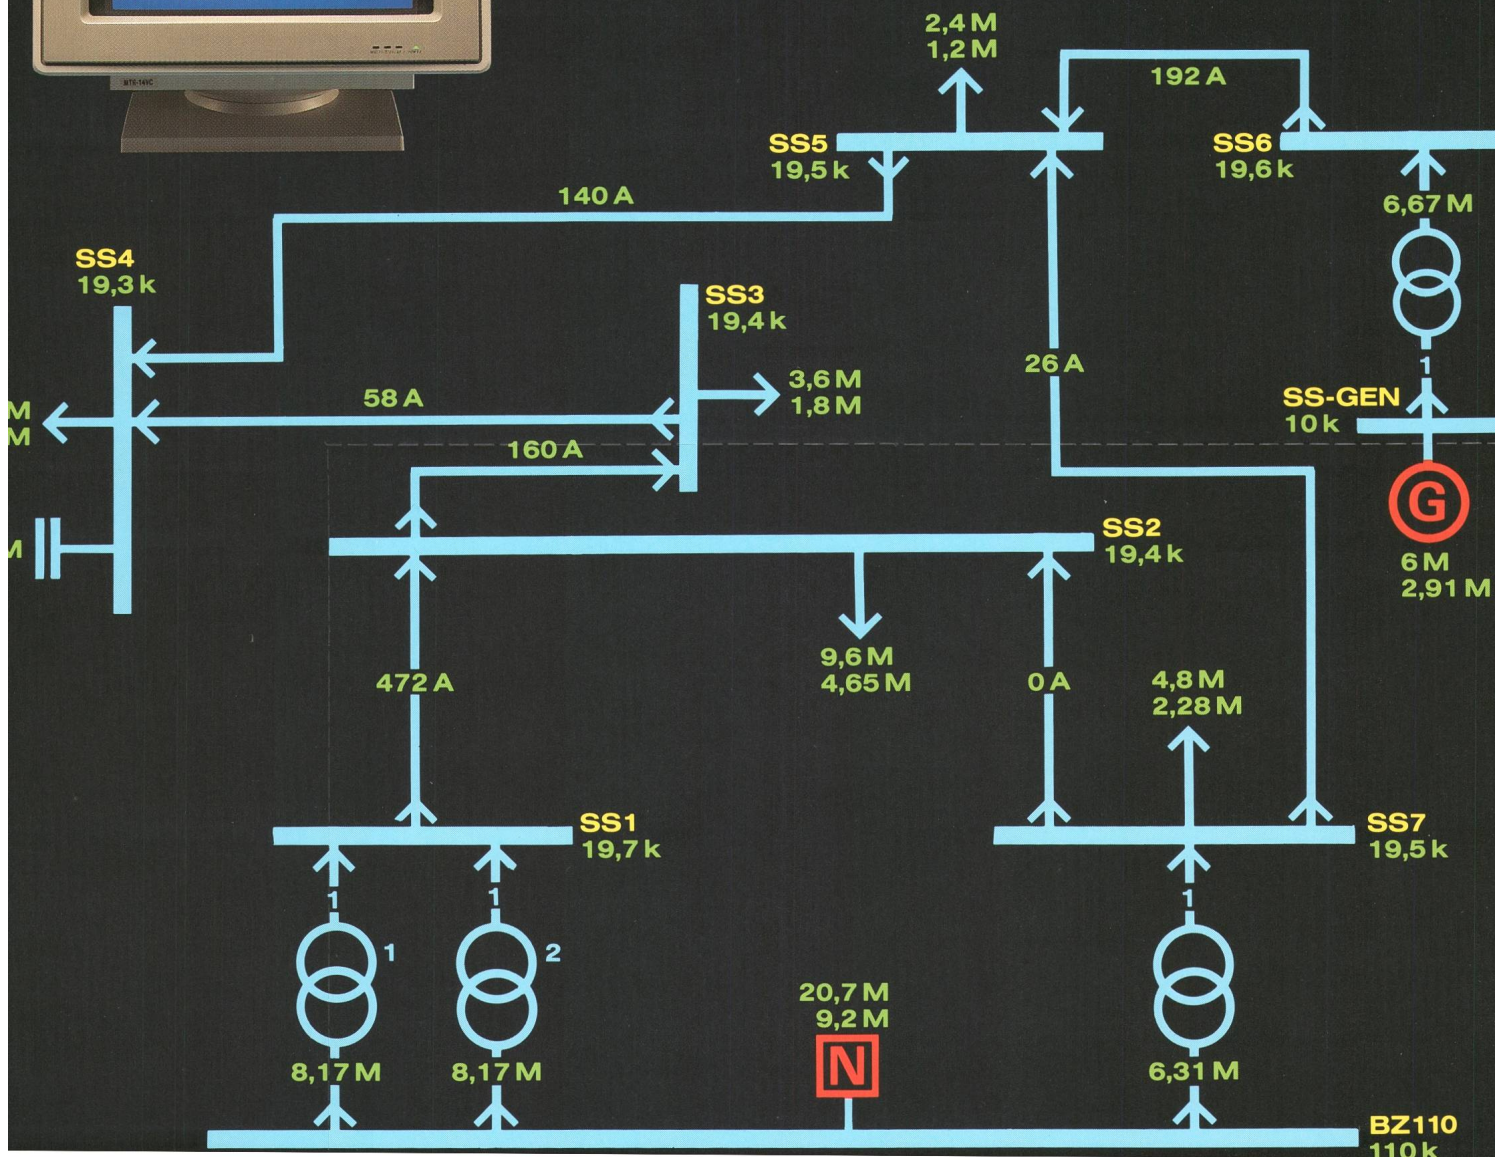 MTX-149C
2,4 M
1,2 M
192 A
SS5
19,5 k
SS6
19,6 k
140 A
6,67 M
SS4
19,3 k
SS3
19,4 k
26 A
1
3,6 M
1,8 M
58 A
SS-GEN
10 k
M
M
160 A
G
SS2
19,4 k
M
6 M
2,91 M
9,6 M
4,65 M
472 A
0 A
4,8 M
2,28 M
SS1
19,7 k
SS7
19,5 k
1
1
1
1
2
20,7 M
9,2 M
N
8,17 M
8,17 M
6,31 M
BZ110
110 k